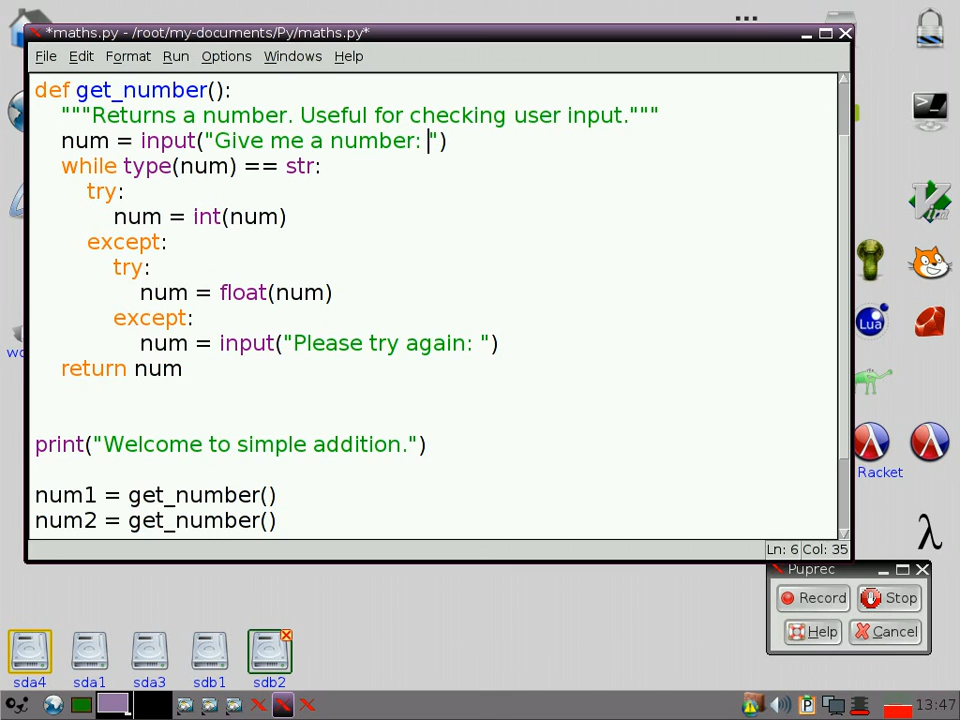 *maths.py - /root/my-documents/Py/maths.py*
File Edit Format Run Options Windows Help
def get_number():
"""Returns a number. Useful for checking user input."""
num = input("Give me a number: ")
while type(num) == str:
try:
num = int(num)
except:
try:
num = float(num)
except:
num = input("Please try again: ")
return num
print("Welcome to simple addition.")
num1 = get_number()
num2 = get_number()
Ln: 6 Col: 35
Lua
Racket
λ
Puprec
Record Stop
Help Cancel
sda4 sda1 sda3 sdb1 sdb2
13:47